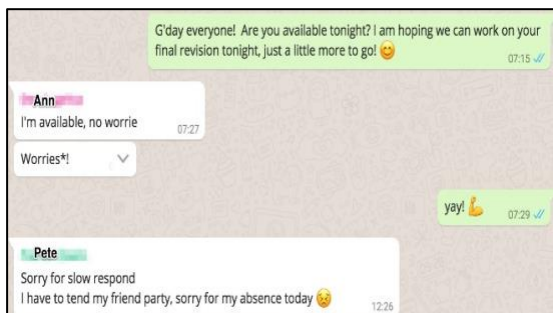 G'day everyone! Are you available tonight? I am hoping we can work on your
final revision tonight, just a little more to go! 😊
07:15
Ann
I'm available, no worrie
07:27
Worries*!
yay! 💪
07:29
Pete
Sorry for slow respond
I have to tend my friend party, sorry for my absence today 😣
12:26